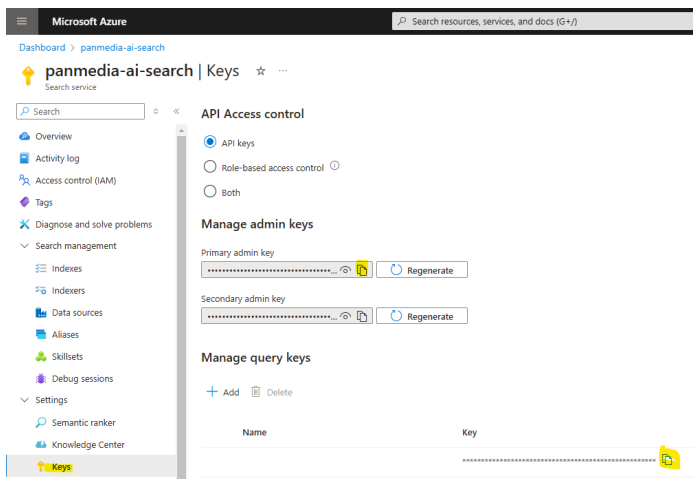 Microsoft Azure
Search resources, services, and docs (G+/)
Dashboard > panmedia-ai-search
panmedia-ai-search | Keys
Search service
Search
Overview
Activity log
Access control (IAM)
Tags
Diagnose and solve problems
Search management
Indexes
Indexers
Data sources
Aliases
Skillsets
Debug sessions
Settings
Semantic ranker
Knowledge Center
Keys
API Access control
API keys
Role-based access control
Both
Manage admin keys
Primary admin key
Regenerate
Secondary admin key
Regenerate
Manage query keys
Add Delete
Name Key